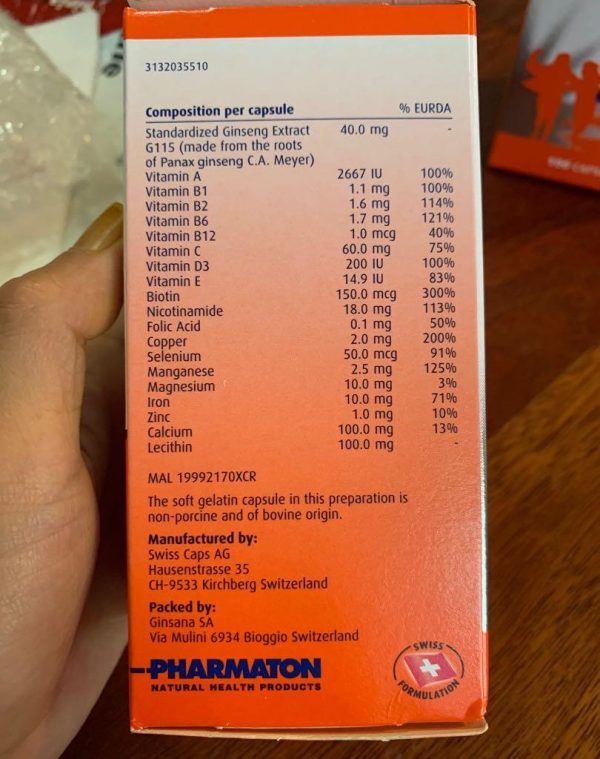 3132035510
Composition per capsule % EURDA
Standardized Ginseng Extract 40.0 mg -
G115 (made from the roots
of Panax ginseng C.A. Meyer)
Vitamin A 2667 IU 100%
Vitamin B1 1.1 mg 100%
Vitamin B2 1.6 mg 114%
Vitamin B6 1.7 mg 121%
Vitamin B12 1.0 mcg 40%
Vitamin C 60.0 mg 75%
Vitamin D3 200 IU 100%
Vitamin E 14.9 IU 83%
Biotin 150.0 mcg 300%
Nicotinamide 18.0 mg 113%
Folic Acid 0.1 mg 50%
Copper 2.0 mg 200%
Selenium 50.0 mcg 91%
Manganese 2.5 mg 125%
Magnesium 10.0 mg 3%
Iron 10.0 mg 71%
Zinc 1.0 mg 10%
Calcium 100.0 mg 13%
Lecithin 100.0 mg -
MAL 19992170XCR
The soft gelatin capsule in this preparation is
non-porcine and of bovine origin.
Manufactured by:
Swiss Caps AG
Hausenstrasse 35
CH-9533 Kirchberg Switzerland
Packed by:
Ginsana SA
Via Mulini 6934 Bioggio Switzerland
PHARMATON
NATURAL HEALTH PRODUCTS
SWISS
FORMULATION